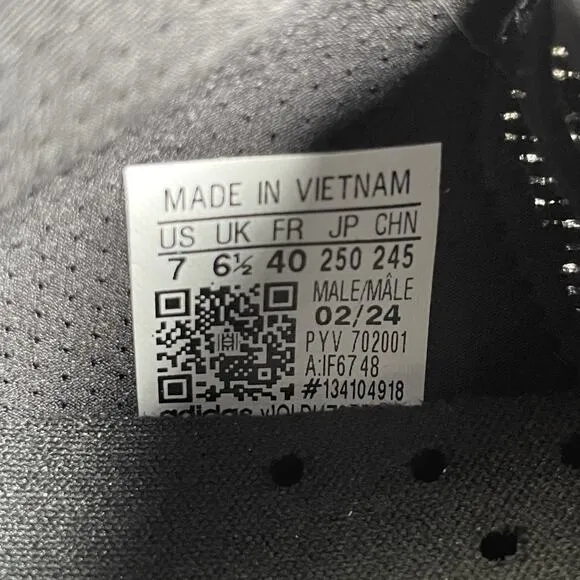 MADE IN VIETNAM
US UK FR JP CHN
7 6½ 40 250 245
MALE/MÂLE
02/24
PYV 702001
A:IF6748
#134104918
adidas